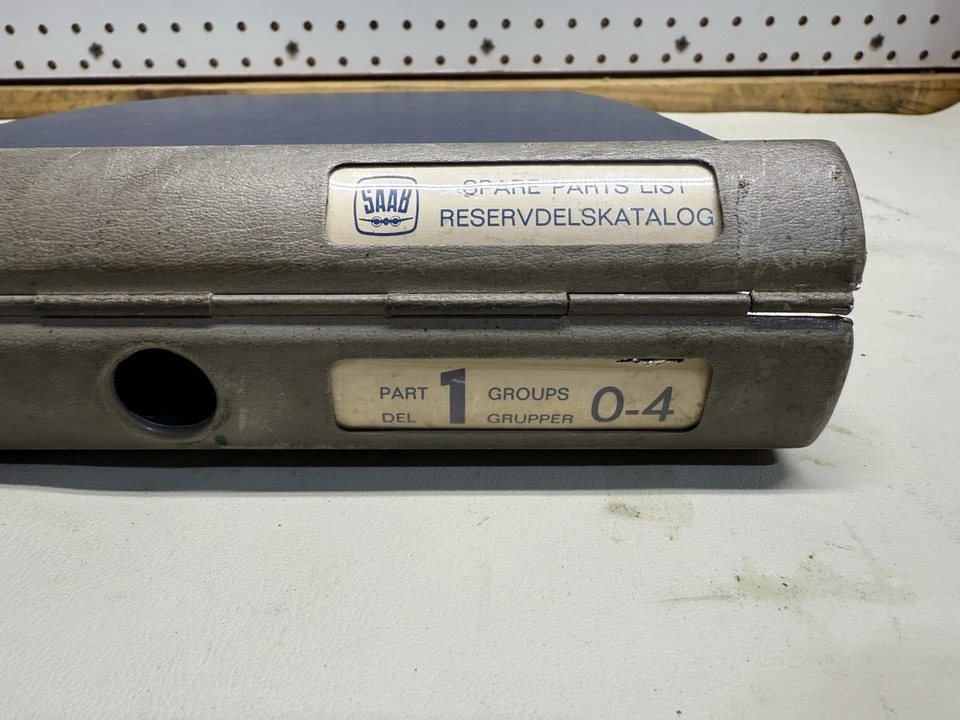 SAAB
SPARE PARTS LIST
RESERVDELSKATALOG
PART 1 GROUPS 0-4
DEL GRUPPER